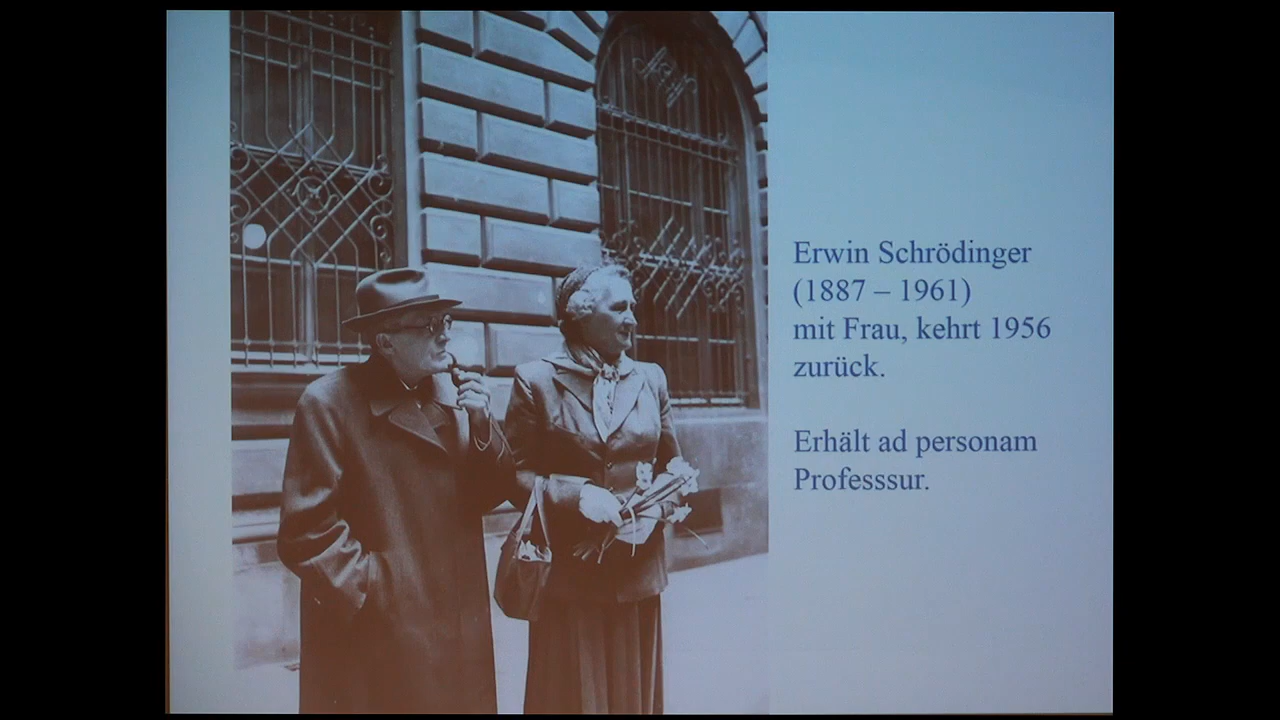 Erwin Schrödinger
(1887 – 1961)
mit Frau, kehrt 1956
zurück.
Erhält ad personam
Professsur.